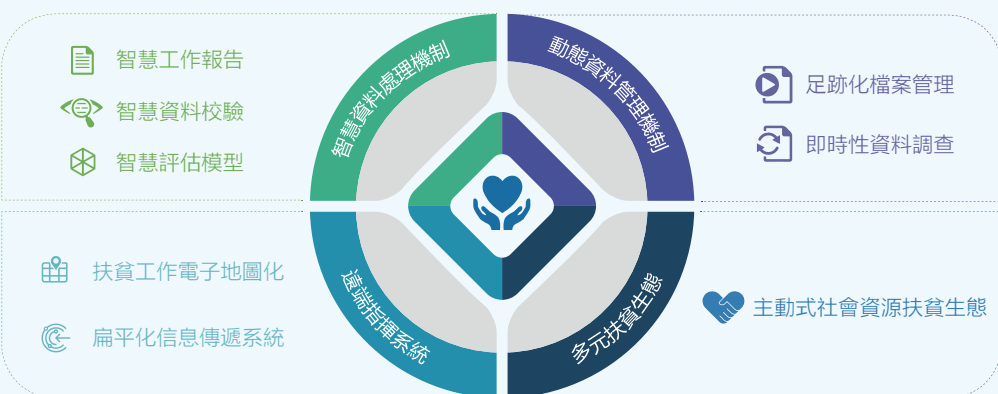 智慧資料處理機制
智慧工作報告
智慧資料校驗
智慧評估模型
動態資料管理機制
足跡化檔案管理
即時性資料調查
遠端指揮系統
扶貧工作電子地圖化
扁平化信息傳遞系統
多元扶貧生態
主動式社會資源扶貧生態